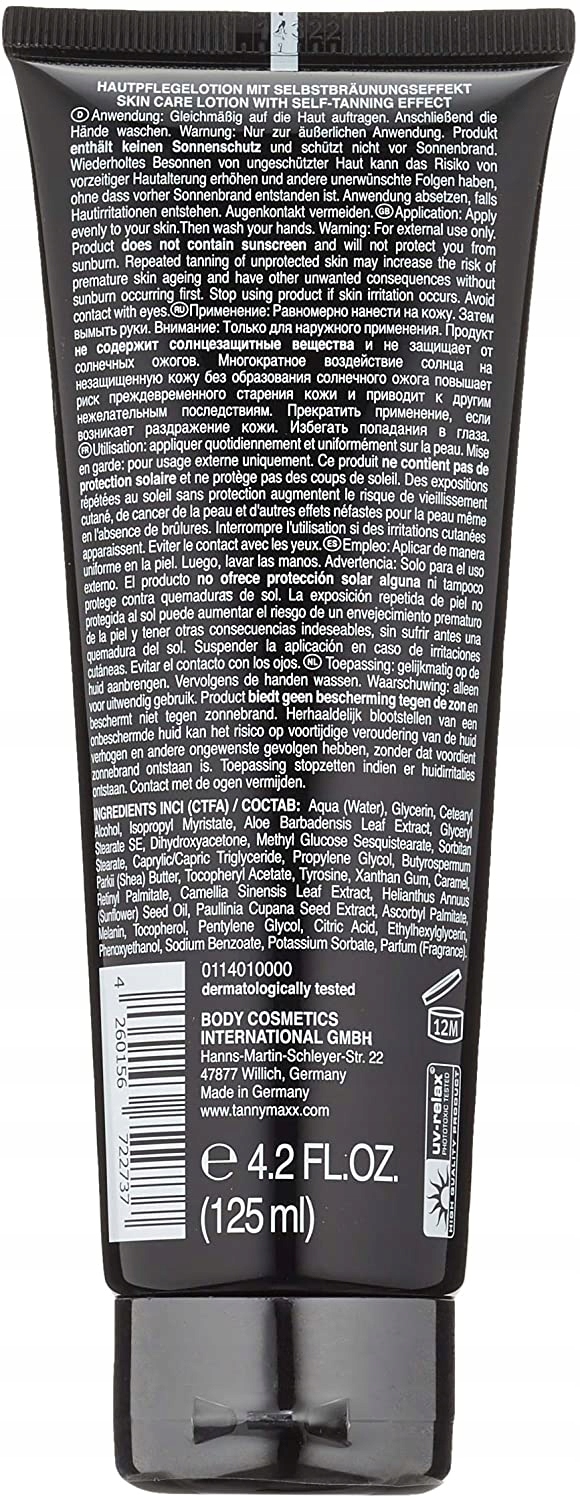 HAUTPFLEGELOTION MIT SELBSTBRÄUNUNGSEFFEKT
SKIN CARE LOTION WITH SELF-TANNING EFFECT
D Anwendung: Gleichmäßig auf die Haut auftragen. Anschließend die
Hände waschen. Warnung: Nur zur äußerlichen Anwendung. Produkt
enthält keinen Sonnenschutz und schützt nicht vor Sonnenbrand.
Wiederholtes Besonnen von ungeschützter Haut kann das Risiko von
vorzeitiger Hautalterung erhöhen und andere unerwünschte Folgen haben,
ohne dass vorher Sonnenbrand entstanden ist. Anwendung absetzen, falls
Hautirritationen entstehen. Augenkontakt vermeiden. GB Application: Apply
evenly to your skin.Then wash your hands. Warning: For external use only.
Product does not contain sunscreen and will not protect you from
sunburn. Repeated tanning of unprotected skin may increase the risk of
premature skin ageing and have other unwanted consequences without
sunburn occurring first. Stop using product if skin irritation occurs. Avoid
contact with eyes. RU Применение: Равномерно нанести на кожу. Затем
вымыть руки. Внимание: Только для наружного применения. Продукт
не содержит солнцезащитные вещества и не защищает от
солнечных ожогов. Многократное воздействие солнца на
незащищенную кожу без образования солнечного ожога повышает
риск преждевременного старения кожи и приводит к другим
нежелательным последствиям. Прекратить применение, если
возникает раздражение кожи. Избегать попадания в глаза.
FR Utilisation: appliquer quotidiennement et uniformément sur la peau. Mise
en garde: pour usage externe uniquement. Ce produit ne contient pas de
protection solaire et ne protège pas des coups de soleil. Des expositions
répétées au soleil sans protection augmentent le risque de vieillissement
cutané, de cancer de la peau et d'autres effets néfastes pour la peau même
en l'absence de brûlures. Interrompre l'utilisation si des irritations cutanées
apparaissent. Eviter le contact avec les yeux. ES Empleo: Aplicar de manera
uniforme en la piel. Luego, lavar las manos. Advertencia: Solo para el uso
externo. El producto no ofrece protección solar alguna ni tampoco
protege contra quemaduras de sol. La exposición repetida de piel no
protegida al sol puede aumentar el riesgo de un envejecimiento prematuro
de la piel y tener otras consecuencias indeseables, sin sufrir antes una
quemadura del sol. Suspender la aplicación en caso de irritaciones
cutáneas. Evitar el contacto con los ojos. NL Toepassing: gelijkmatig op de
huid aanbrengen. Vervolgens de handen wassen. Waarschuwing: alleen
voor uitwendig gebruik. Product biedt geen bescherming tegen de zon en
beschermt niet tegen zonnebrand. Herhaaldelijk blootstellen van een
onbeschermde huid kan het risico op voortijdige veroudering van de huid
verhogen en andere ongewenste gevolgen hebben, zonder dat voordien
zonnebrand ontstaan is. Toepassing stopzetten indien er huidirritaties
ontstaan. Contact met de ogen vermijden.
INGREDIENTS INCI (CTFA) / COCTAB: Aqua (Water), Glycerin, Cetearyl
Alcohol, Isopropyl Myristate, Aloe Barbadensis Leaf Extract, Glyceryl
Stearate SE, Dihydroxyacetone, Methyl Glucose Sesquistearate, Sorbitan
Stearate, Caprylic/Capric Triglyceride, Propylene Glycol, Butyrospermum
Parkii (Shea) Butter, Tocopheryl Acetate, Tyrosine, Xanthan Gum, Caramel,
Retinyl Palmitate, Camellia Sinensis Leaf Extract, Helianthus Annuus
(Sunflower) Seed Oil, Paullinia Cupana Seed Extract, Ascorbyl Palmitate,
Melanin, Tocopherol, Pentylene Glycol, Citric Acid, Ethylhexylglycerin,
Phenoxyethanol, Sodium Benzoate, Potassium Sorbate, Parfum (Fragrance).
0114010000
dermatologically tested
BODY COSMETICS
INTERNATIONAL GMBH
Hanns-Martin-Schleyer-Str. 22
47877 Willich, Germany
Made in Germany
www.tannymaxx.com
℮ 4.2 FL.OZ.
(125 ml)
4 260156 722737
12M
uv-relax®
PHOTOTOXIC TESTED
HIGH QUALITY PRODUCT